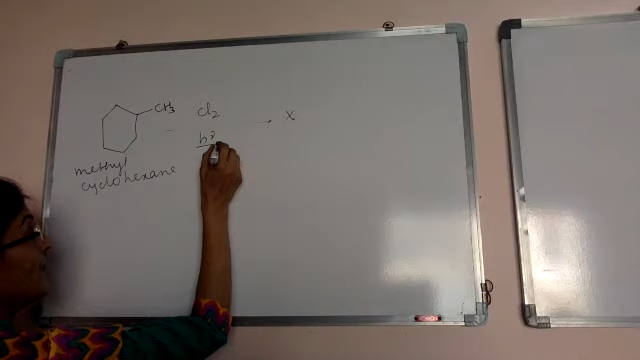 CH3
Cl2
hν
X
methyl
cyclohexane